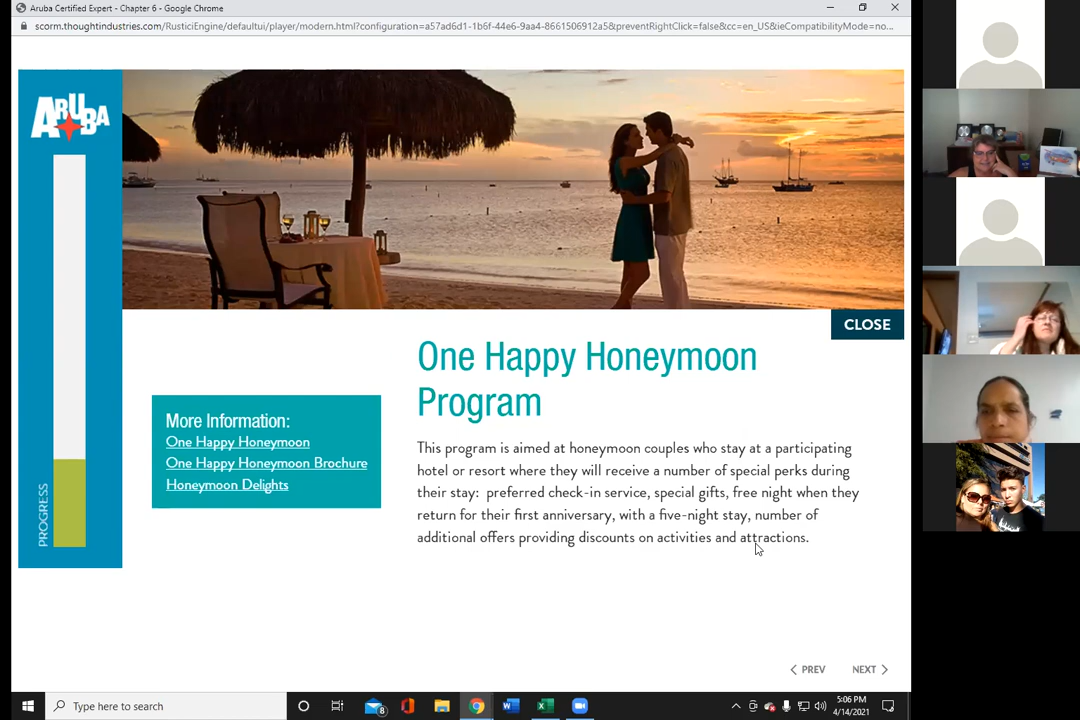 Aruba Certified Expert - Chapter 6 - Google Chrome
scorm.thoughtindustries.com/RusticiEngine/defaultui/player/modern.html?configuration=a57ad6d1-1b6f-44e6-9aa4-8661506912a5&preventRightClick=false&cc=en_US&ieCompatibilityMode=no...
ARUBA
PROGRESS
CLOSE
One Happy Honeymoon
Program
More Information:
One Happy Honeymoon
One Happy Honeymoon Brochure
Honeymoon Delights
This program is aimed at honeymoon couples who stay at a participating
hotel or resort where they will receive a number of special perks during
their stay: preferred check-in service, special gifts, free night when they
return for their first anniversary, with a five-night stay, number of
additional offers providing discounts on activities and attractions.
PREV
NEXT
Type here to search
8
5:06 PM
4/14/2021